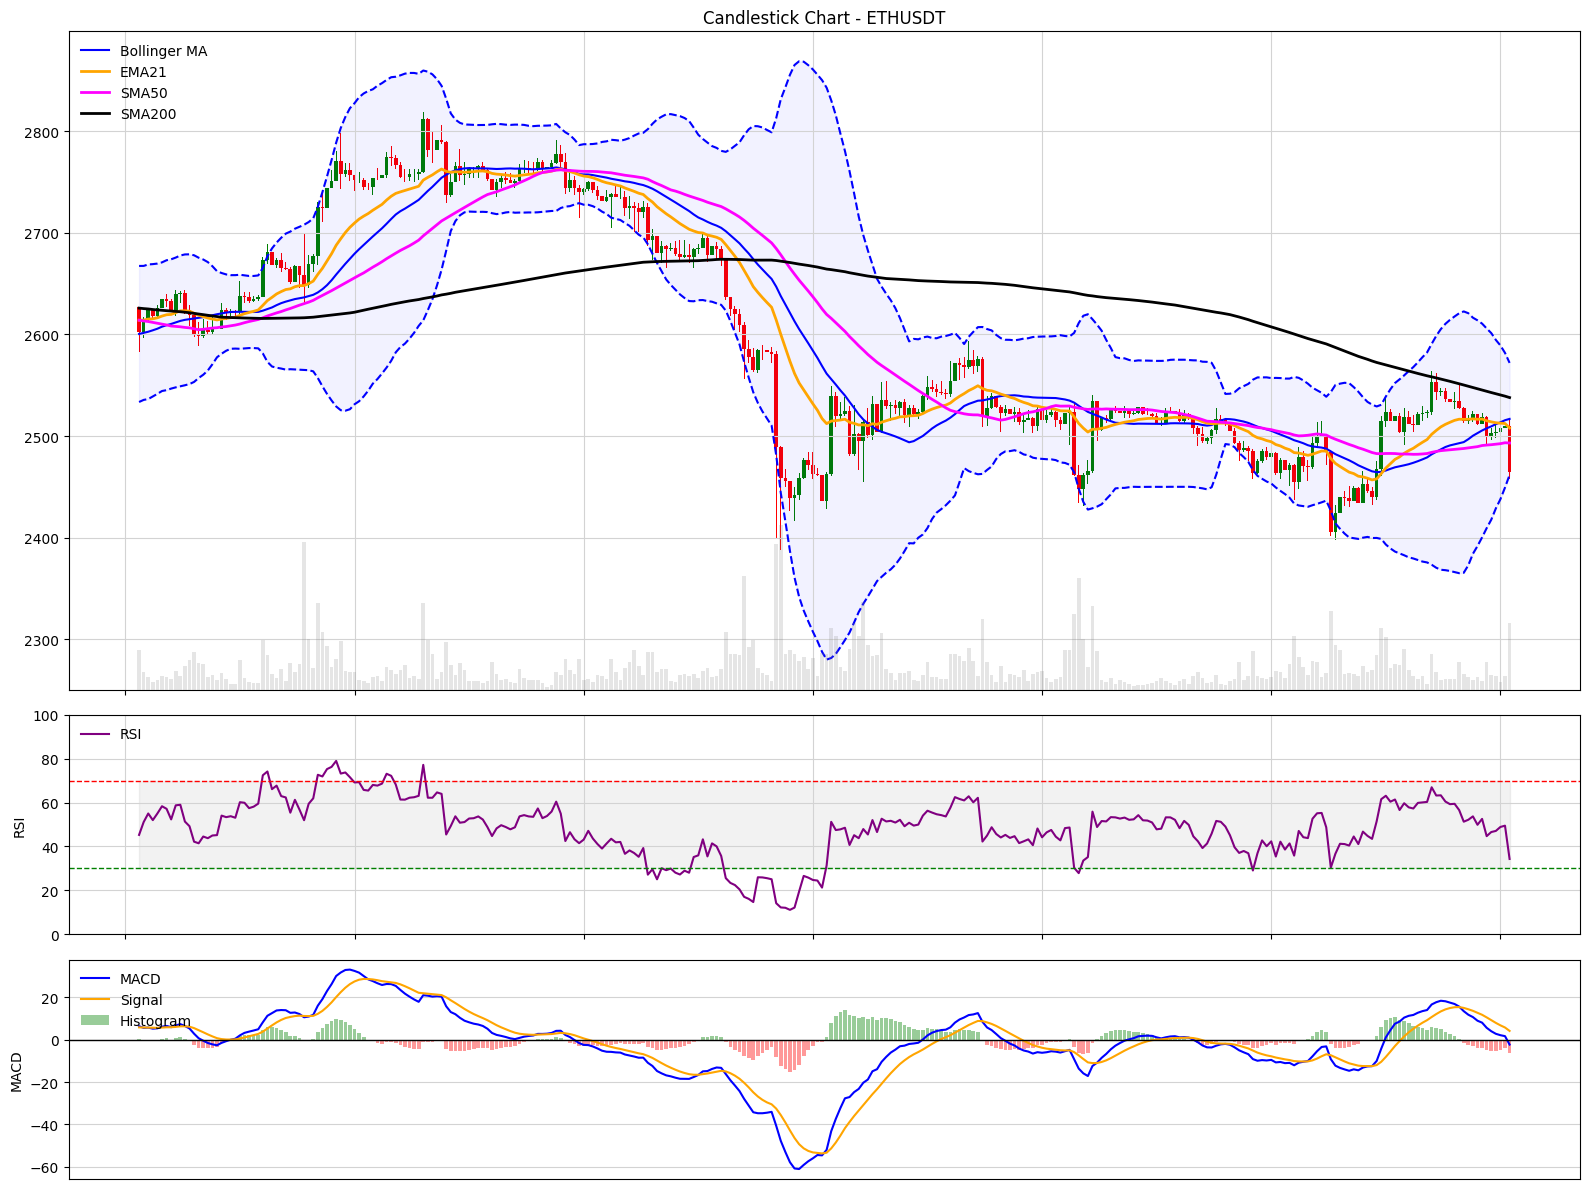 Candlestick Chart - ETHUSDT
Bollinger MA
EMA21
SMA50
SMA200
2800
2700
2600
2500
2400
2300
100
80
60
40
20
0
RSI
RSI
20
0
−20
−40
−60
MACD
MACD
Signal
Histogram